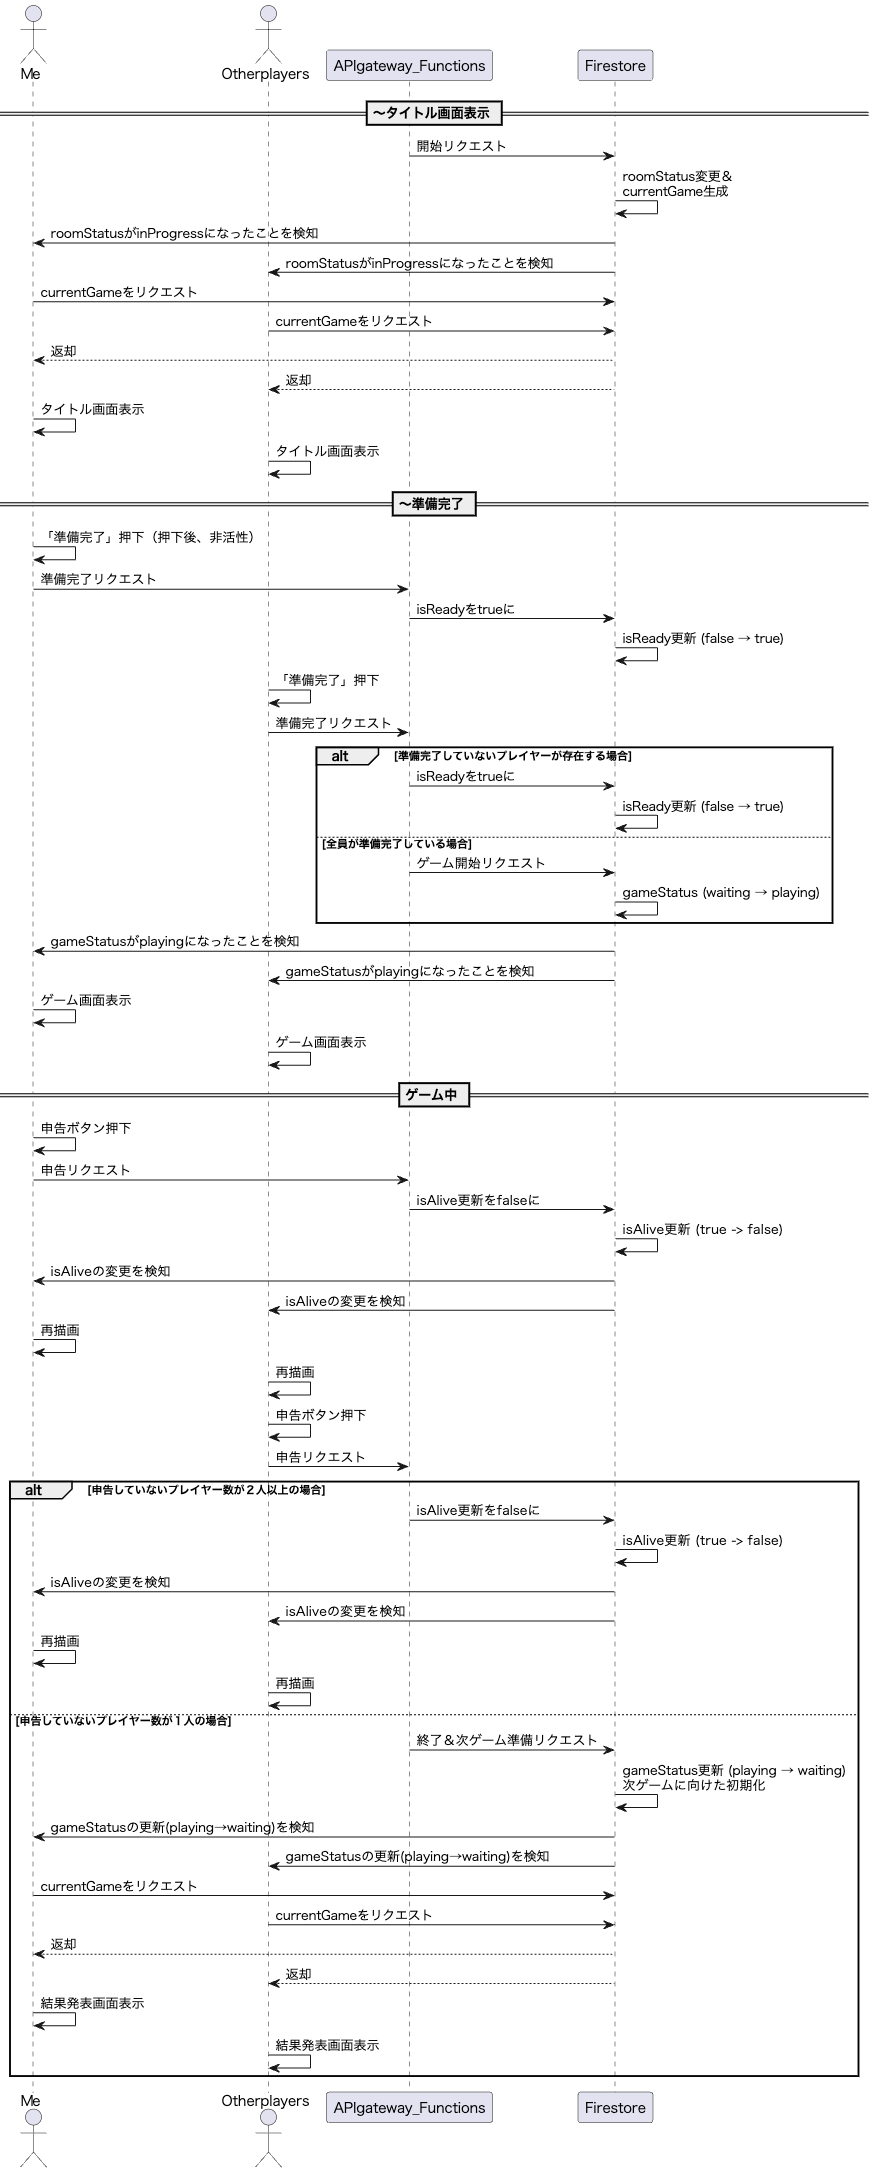 Me
Otherplayers
APIgateway_Functions
Firestore
～タイトル画面表示
開始リクエスト
roomStatus変更＆
currentGame生成
roomStatusがinProgressになったことを検知
roomStatusがinProgressになったことを検知
currentGameをリクエスト
currentGameをリクエスト
返却
返却
タイトル画面表示
タイトル画面表示
～準備完了
「準備完了」押下（押下後、非活性）
準備完了リクエスト
isReadyをtrueに
isReady更新 (false → true)
「準備完了」押下
準備完了リクエスト
alt [準備完了していないプレイヤーが存在する場合]
isReadyをtrueに
isReady更新 (false → true)
[全員が準備完了している場合]
ゲーム開始リクエスト
gameStatus (waiting → playing)
gameStatusがplayingになったことを検知
gameStatusがplayingになったことを検知
ゲーム画面表示
ゲーム画面表示
ゲーム中
申告ボタン押下
申告リクエスト
isAlive更新をfalseに
isAlive更新 (true -> false)
isAliveの変更を検知
isAliveの変更を検知
再描画
再描画
申告ボタン押下
申告リクエスト
alt [申告していないプレイヤー数が２人以上の場合]
isAlive更新をfalseに
isAlive更新 (true -> false)
isAliveの変更を検知
isAliveの変更を検知
再描画
再描画
[申告していないプレイヤー数が１人の場合]
終了＆次ゲーム準備リクエスト
gameStatus更新 (playing → waiting)
次ゲームに向けた初期化
gameStatusの更新(playing→waiting)を検知
gameStatusの更新(playing→waiting)を検知
currentGameをリクエスト
currentGameをリクエスト
返却
返却
結果発表画面表示
結果発表画面表示
Me
Otherplayers
APIgateway_Functions
Firestore